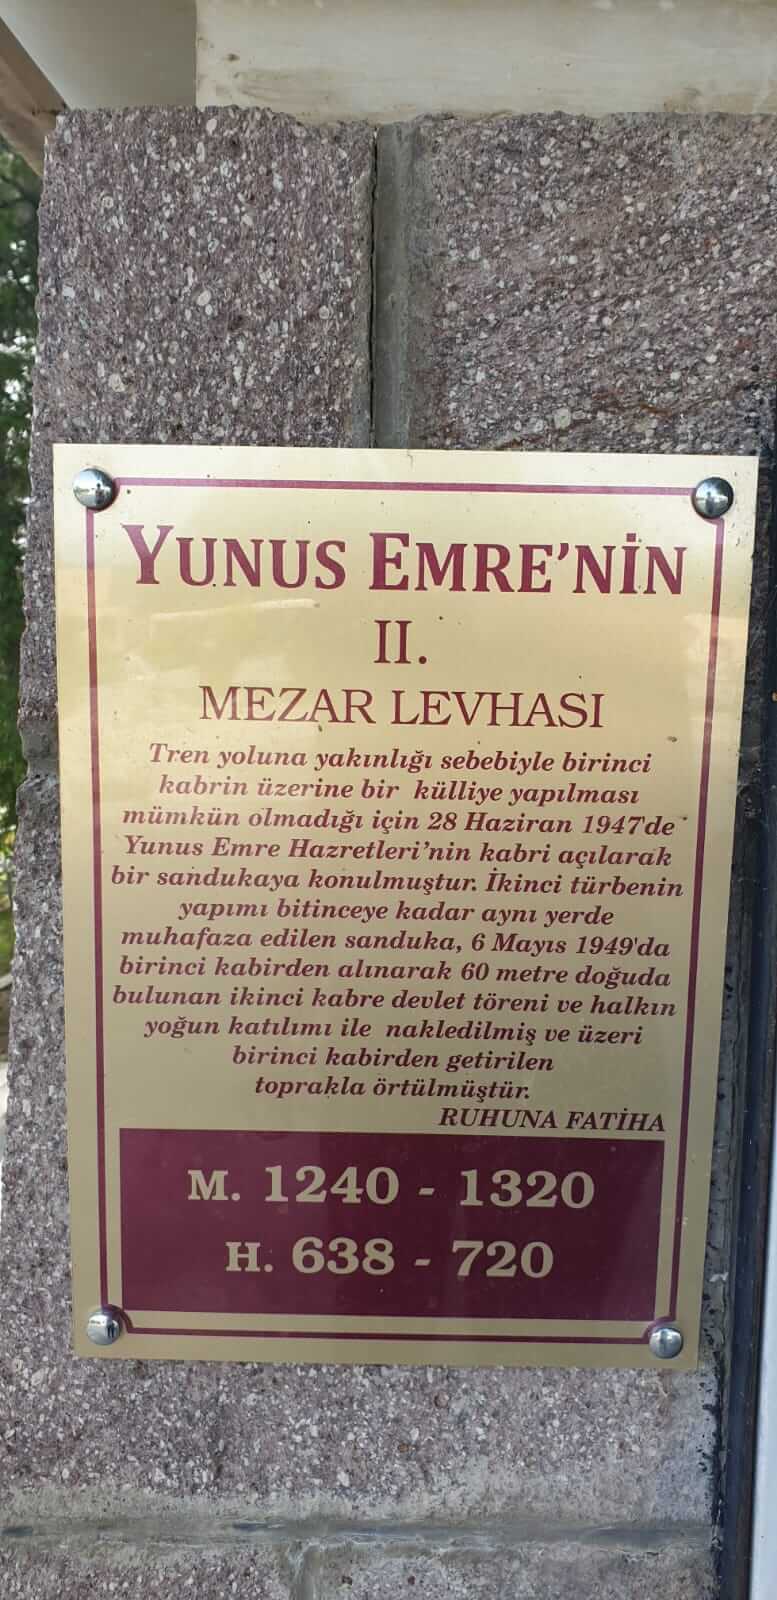 YUNUS EMRE'NİN
II.
MEZAR LEVHASI
Tren yoluna yakınlığı sebebiyle birinci
kabrin üzerine bir külliye yapılması
mümkün olmadığı için 28 Haziran 1947'de
Yunus Emre Hazretleri'nin kabri açılarak
bir sandukaya konulmuştur. İkinci türbenin
yapımı bitinceye kadar aynı yerde
muhafaza edilen sanduka, 6 Mayıs 1949'da
birinci kabirden alınarak 60 metre doğuda
bulunan ikinci kabre devlet töreni ve halkın
yoğun katılımı ile nakledilmiş ve üzeri
birinci kabirden getirilen
toprakla örtülmüştür.
RUHUNA FATİHA
M. 1240 - 1320
H. 638 - 720